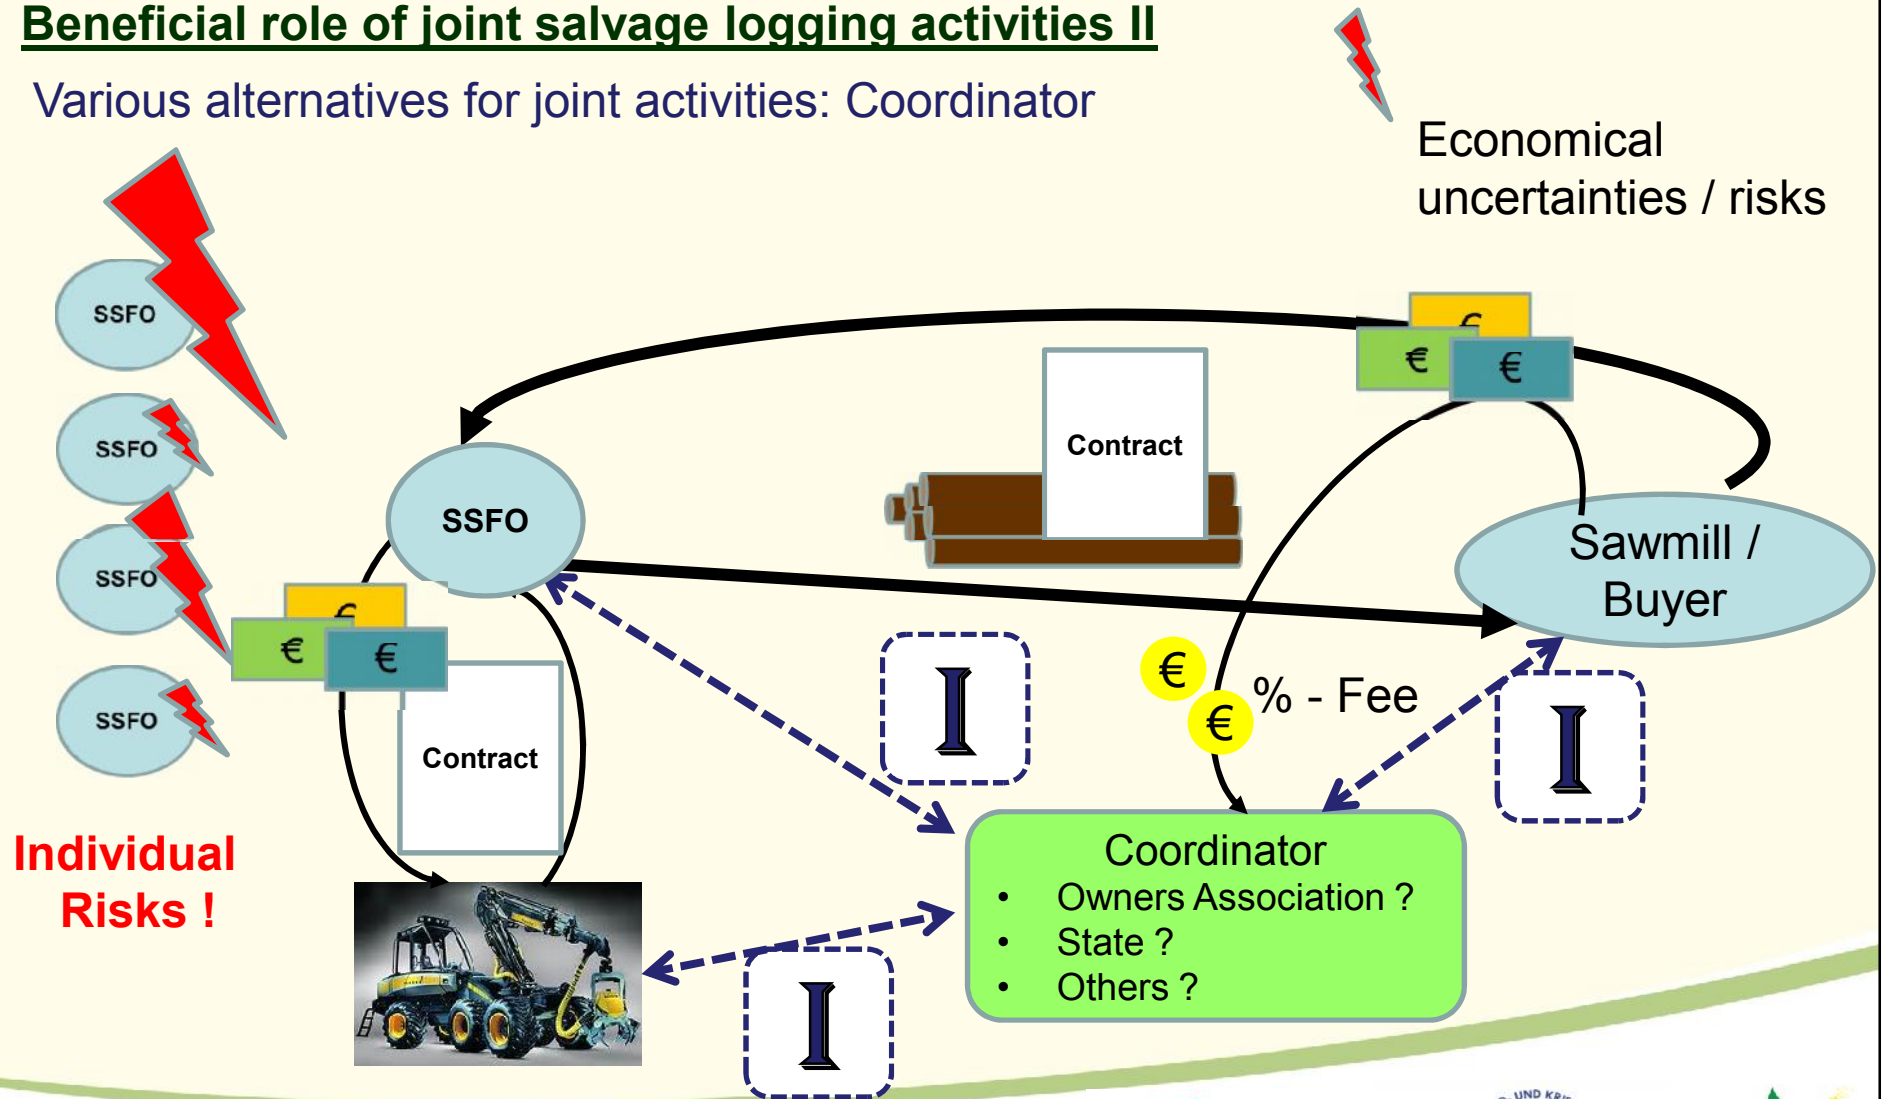 Beneficial role of joint salvage logging activities II
Various alternatives for joint activities: Coordinator
Economical
uncertainties / risks
SSFO
SSFO
SSFO
SSFO
Individual
Risks !
SSFO
€
€
€
Contract
Contract
€
€
€
Sawmill /
Buyer
€
€
% - Fee
I
I
I
Coordinator
• Owners Association ?
• State ?
• Others ?
UND